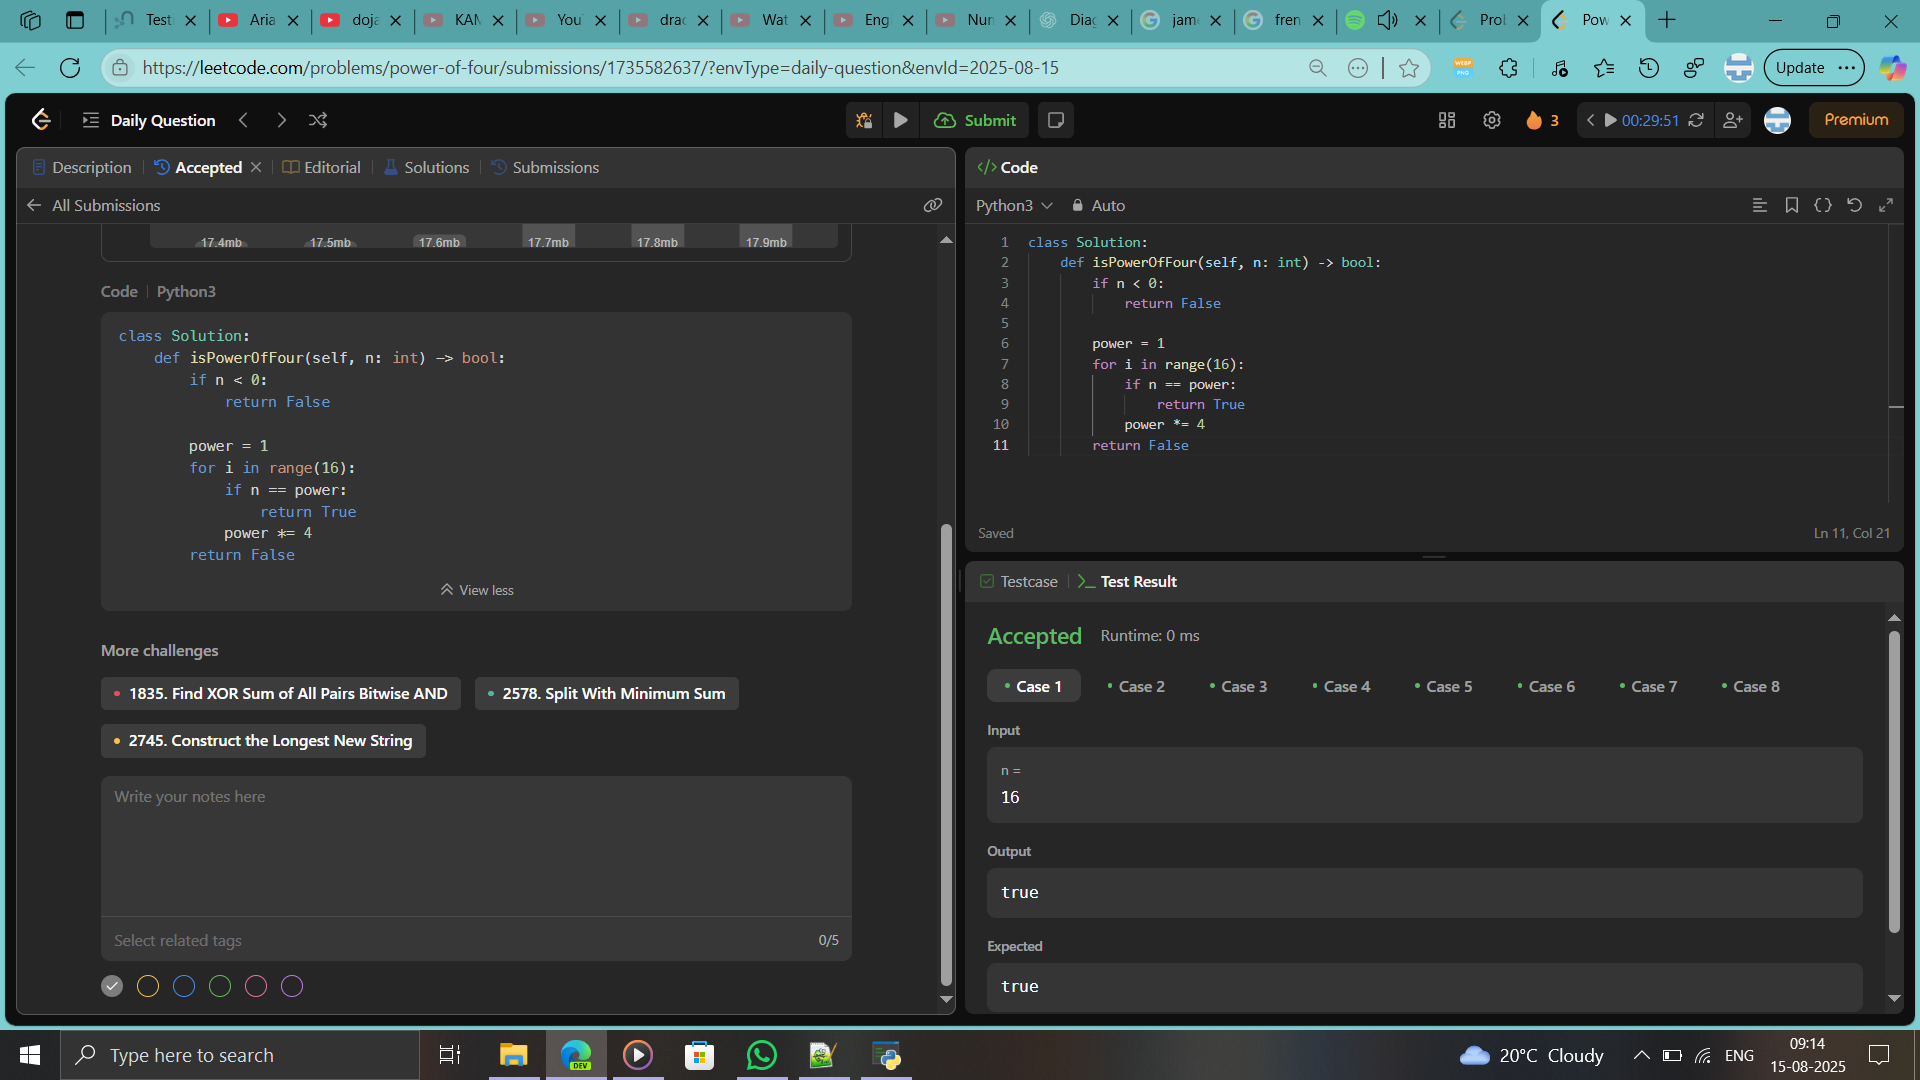 Testi
Aria
doja
KAM
You
drac
Wat
Eng
Nun
Diag
jame
fren
Prol
Pow
https://leetcode.com/problems/power-of-four/submissions/1735582637/?envType=daily-question&envId=2025-08-15
WEBP
PNG
Update
Daily Question
Submit
3
00:29:51
Premium
Description
Accepted
Editorial
Solutions
Submissions
All Submissions
17.4mb
17.5mb
17.6mb
17.7mb
17.8mb
17.9mb
Code
Python3
class Solution:
def isPowerOfFour(self, n: int) -> bool:
if n < 0:
return False
power = 1
for i in range(16):
if n == power:
return True
power *= 4
return False
View less
More challenges
1835. Find XOR Sum of All Pairs Bitwise AND
2578. Split With Minimum Sum
2745. Construct the Longest New String
Write your notes here
Select related tags
0/5
</> Code
Python3
Auto
1 class Solution:
2 def isPowerOfFour(self, n: int) -> bool:
3 if n < 0:
4 return False
5
6 power = 1
7 for i in range(16):
8 if n == power:
9 return True
10 power *= 4
11 return False
Saved
Ln 11, Col 21
Testcase
Test Result
Accepted
Runtime: 0 ms
Case 1
Case 2
Case 3
Case 4
Case 5
Case 6
Case 7
Case 8
Input
n =
16
Output
true
Expected
true
Type here to search
DEV
20°C Cloudy
ENG
09:14
15-08-2025